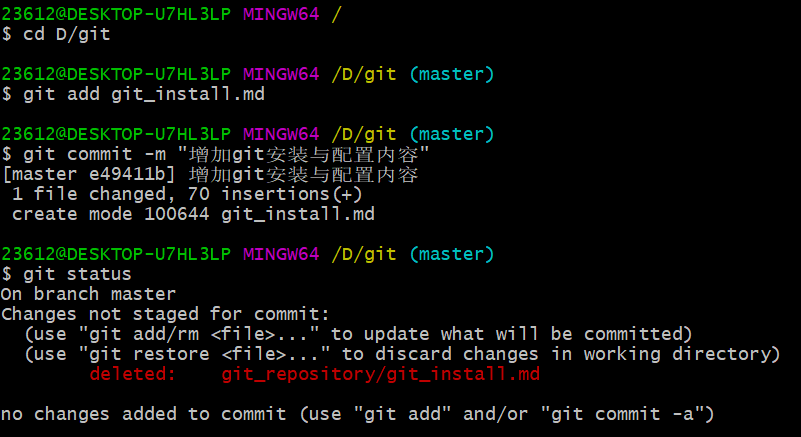 23612@DESKTOP-U7HL3LP MINGW64 /
$ cd D/git
23612@DESKTOP-U7HL3LP MINGW64 /D/git (master)
$ git add git_install.md
23612@DESKTOP-U7HL3LP MINGW64 /D/git (master)
$ git commit -m "增加git安装与配置内容"
[master e49411b] 增加git安装与配置内容
1 file changed, 70 insertions(+)
create mode 100644 git_install.md
23612@DESKTOP-U7HL3LP MINGW64 /D/git (master)
$ git status
On branch master
Changes not staged for commit:
(use "git add/rm <file>..." to update what will be committed)
(use "git restore <file>..." to discard changes in working directory)
deleted:    git_repository/git_install.md
no changes added to commit (use "git add" and/or "git commit -a")